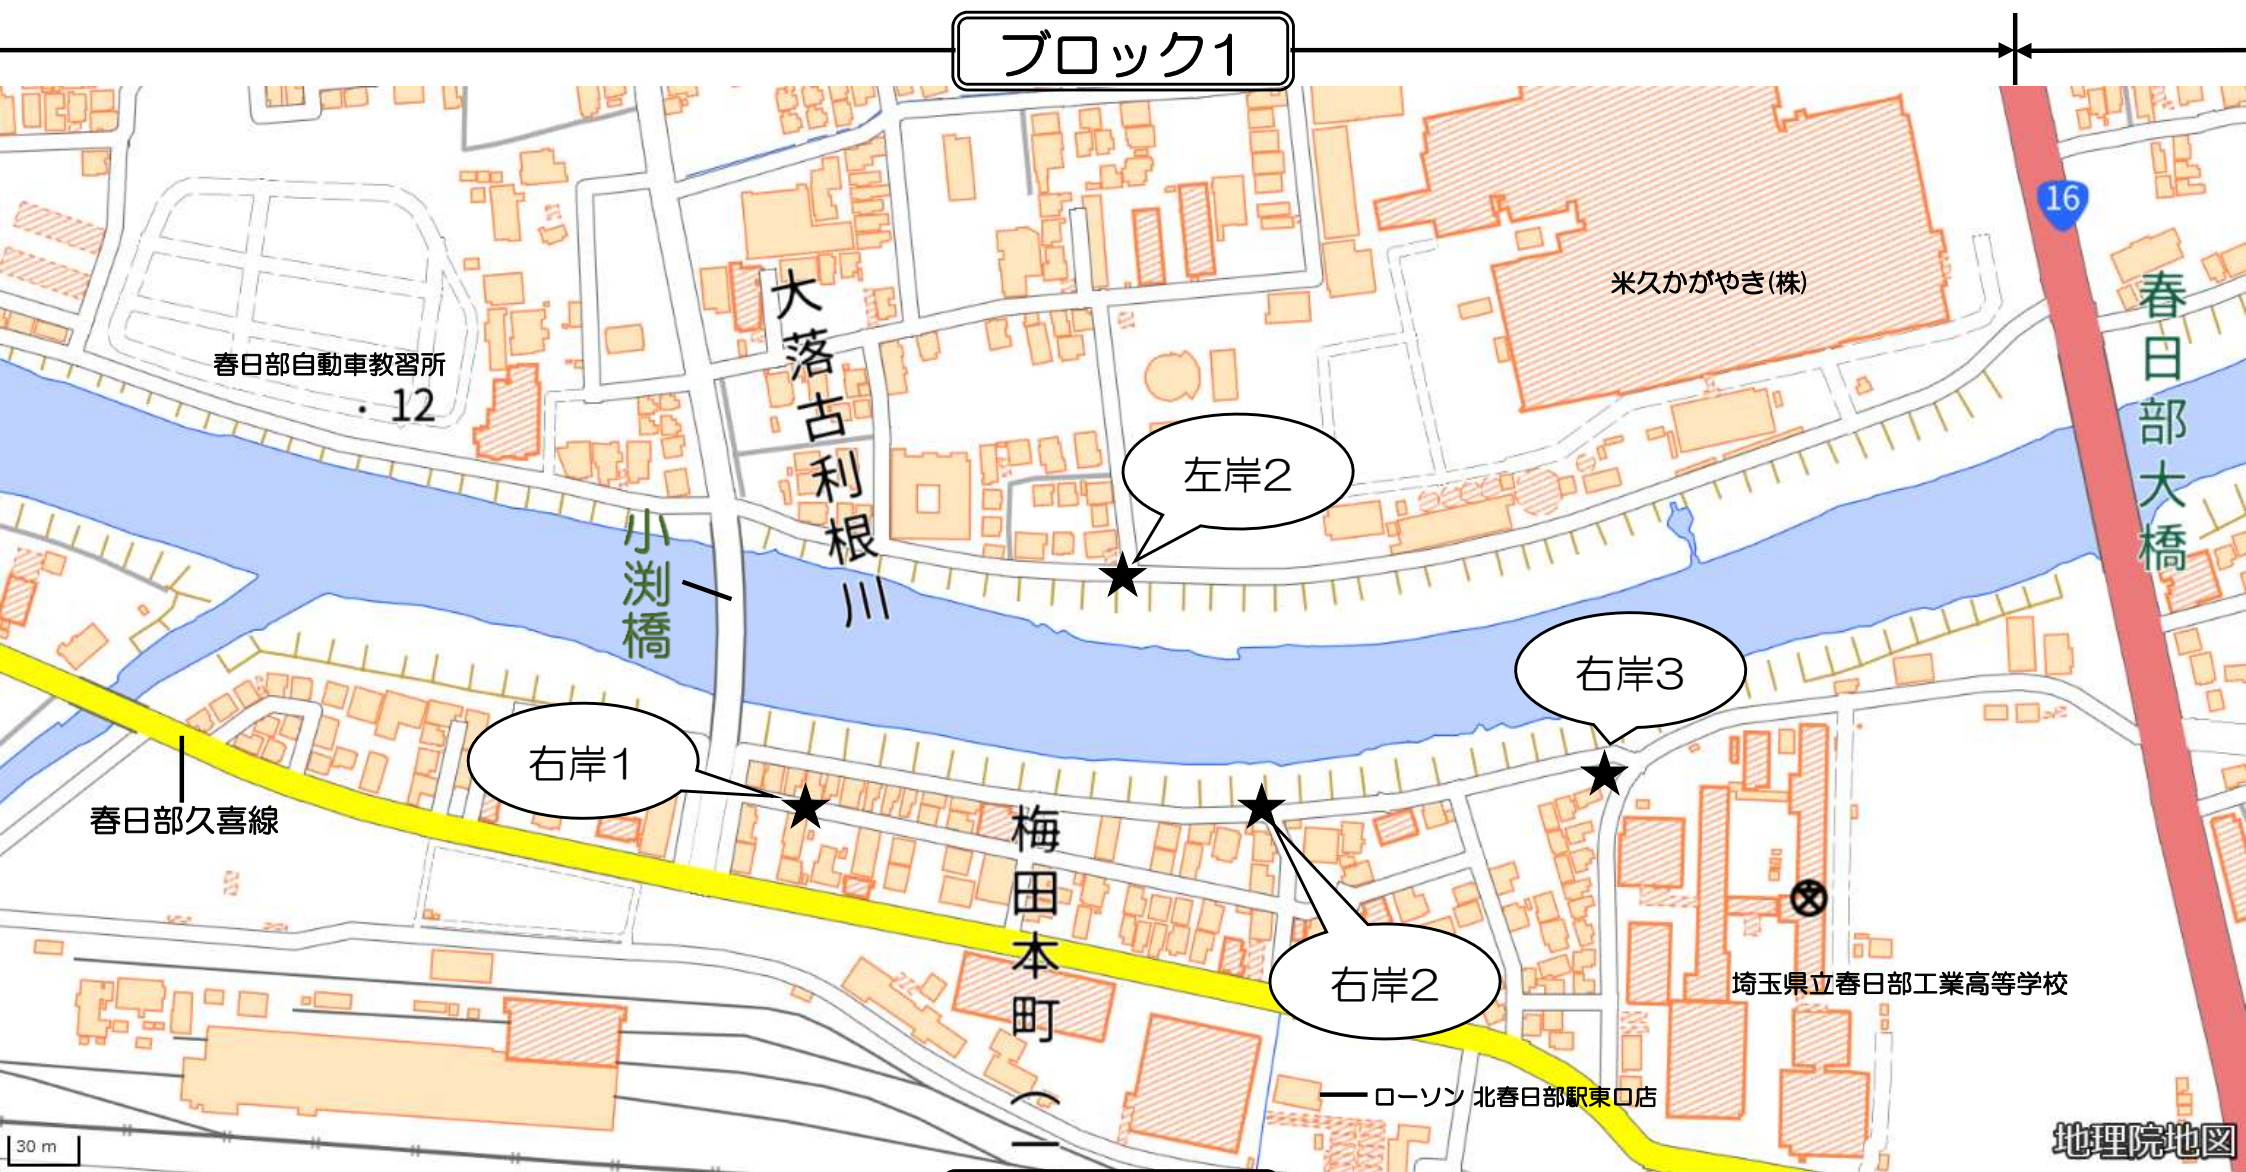 ブロック1
16
米久かがやき(株)
春日部大橋
大落古利根川
春日部自動車教習所
12
左岸2
小渕橋
右岸3
右岸1
春日部久喜線
梅田本町(一
右岸2
埼玉県立春日部工業高等学校
ローソン 北春日部駅東口店
30 m
地理院地図